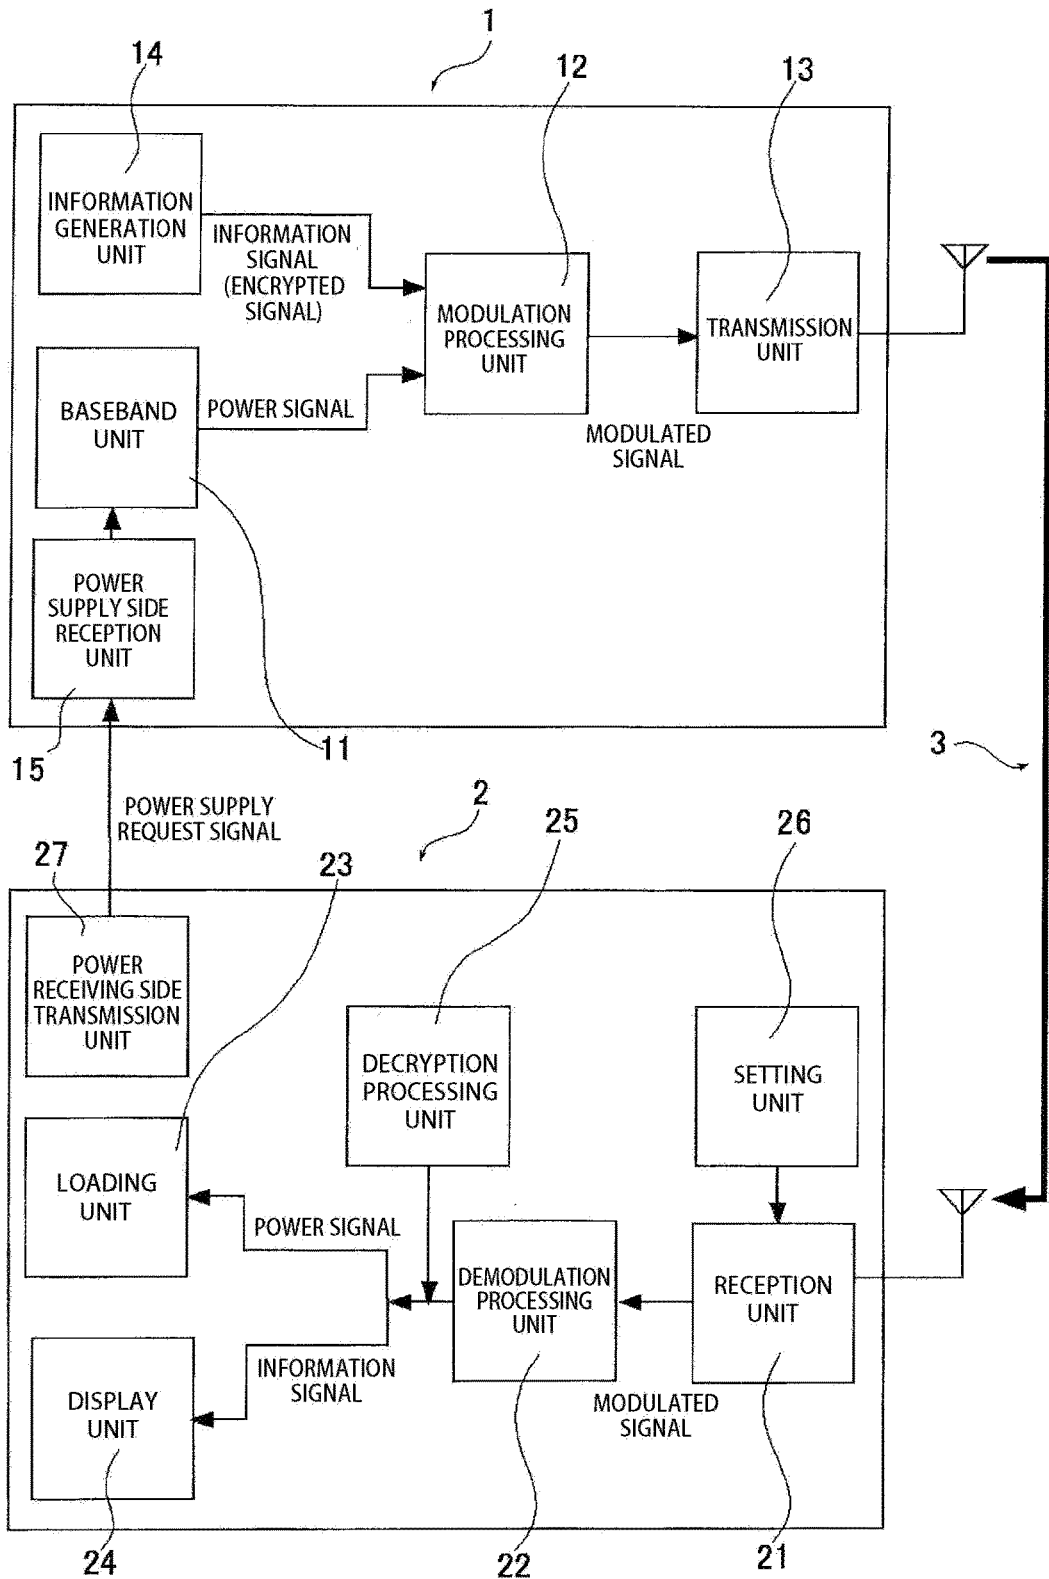 1
14
12
13
INFORMATION
GENERATION
UNIT
INFORMATION
SIGNAL
(ENCRYPTED
SIGNAL)
MODULATION
PROCESSING
UNIT
TRANSMISSION
UNIT
BASEBAND
UNIT
POWER SIGNAL
MODULATED
SIGNAL
POWER
SUPPLY SIDE
RECEPTION
UNIT
15
11
3
POWER SUPPLY
REQUEST SIGNAL
2
25
26
27
23
POWER
RECEIVING SIDE
TRANSMISSION
UNIT
DECRYPTION
PROCESSING
UNIT
SETTING
UNIT
LOADING
UNIT
POWER SIGNAL
DEMODULATION
PROCESSING
UNIT
RECEPTION
UNIT
INFORMATION
SIGNAL
DISPLAY
UNIT
MODULATED
SIGNAL
24
22
21